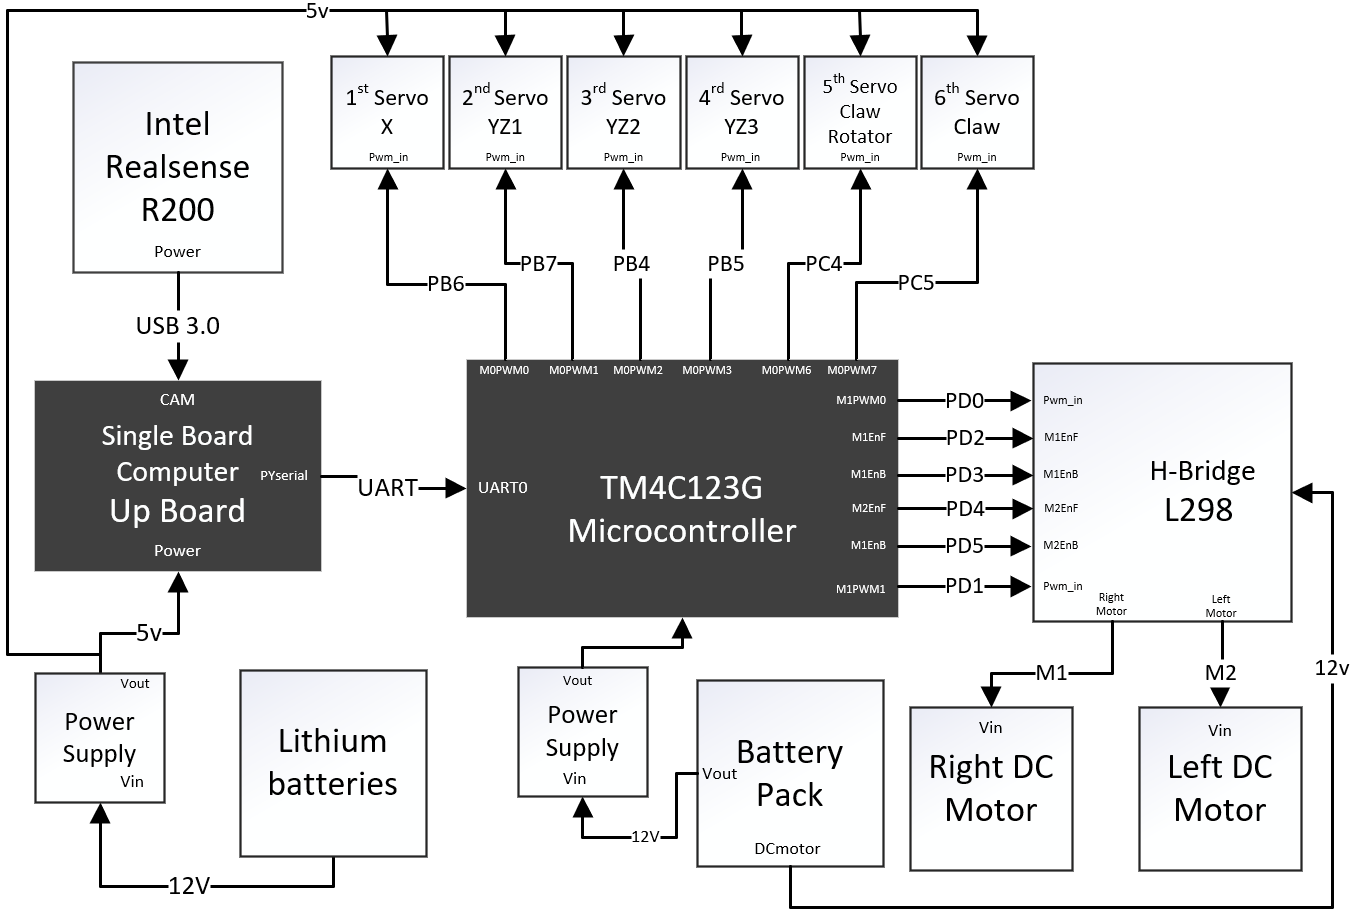 5v
Intel
Realsense
R200
Power
1st Servo
X
Pwm_in
2nd Servo
YZ1
Pwm_in
3rd Servo
YZ2
Pwm_in
4rd Servo
YZ3
Pwm_in
5th Servo
Claw
Rotator
Pwm_in
6th Servo
Claw
Pwm_in
PB6
PB7
PB4
PB5
PC4
PC5
USB 3.0
CAM
Single Board
Computer
Up Board
PYserial
Power
UART
M0PWM0
M0PWM1
M0PWM2
M0PWM3
M0PWM6
M0PWM7
UART0
TM4C123G
Microcontroller
M1PWM0
M1EnF
M1EnB
M2EnF
M1EnB
M1PWM1
PD0
PD2
PD3
PD4
PD5
PD1
Pwm_in
M1EnF
M1EnB
M2EnF
M2EnB
Pwm_in
H-Bridge
L298
Right
Motor
Left
Motor
5v
Vout
Power
Supply
Vin
Lithium
batteries
12V
Vout
Power
Supply
Vin
12V
Battery
Pack
Vout
DCmotor
M1
M2
12v
Vin
Right DC
Motor
Vin
Left DC
Motor